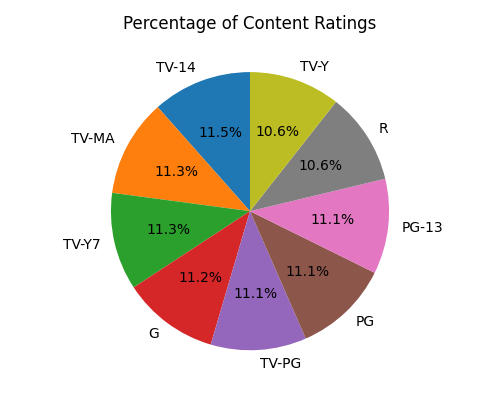 Percentage of Content Ratings
TV-14
11.5%
TV-MA
11.3%
TV-Y7
11.3%
G
11.2%
TV-PG
11.1%
PG
11.1%
PG-13
11.1%
R
10.6%
TV-Y
10.6%